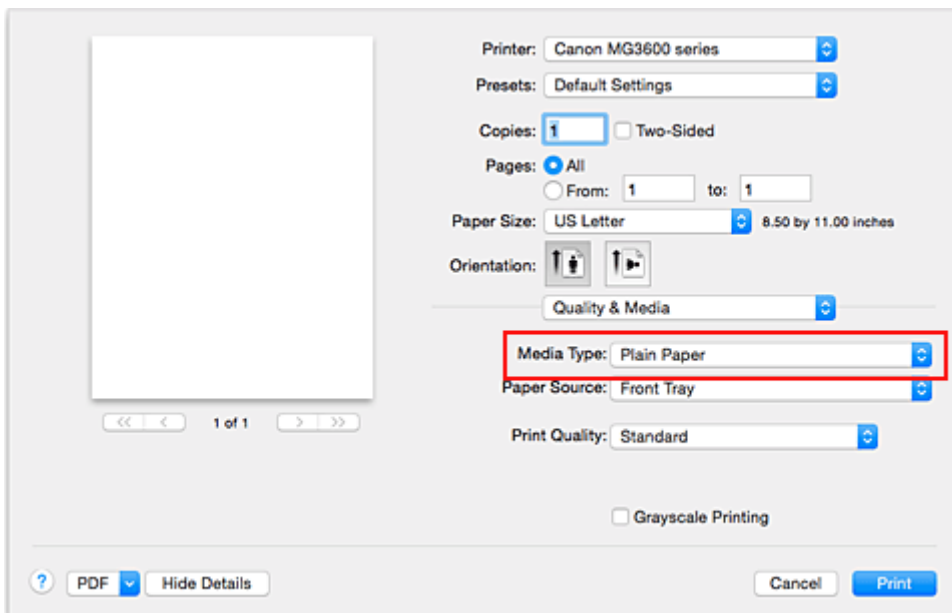 Printer: Canon MG3600 series
Presets: Default Settings
Copies: 1 Two-Sided
Pages: All
From: 1 to: 1
Paper Size: US Letter 8.50 by 11.00 inches
Orientation:
Quality & Media
Media Type: Plain Paper
Paper Source: Front Tray
1 of 1
Print Quality: Standard
Grayscale Printing
? PDF Hide Details Cancel Print